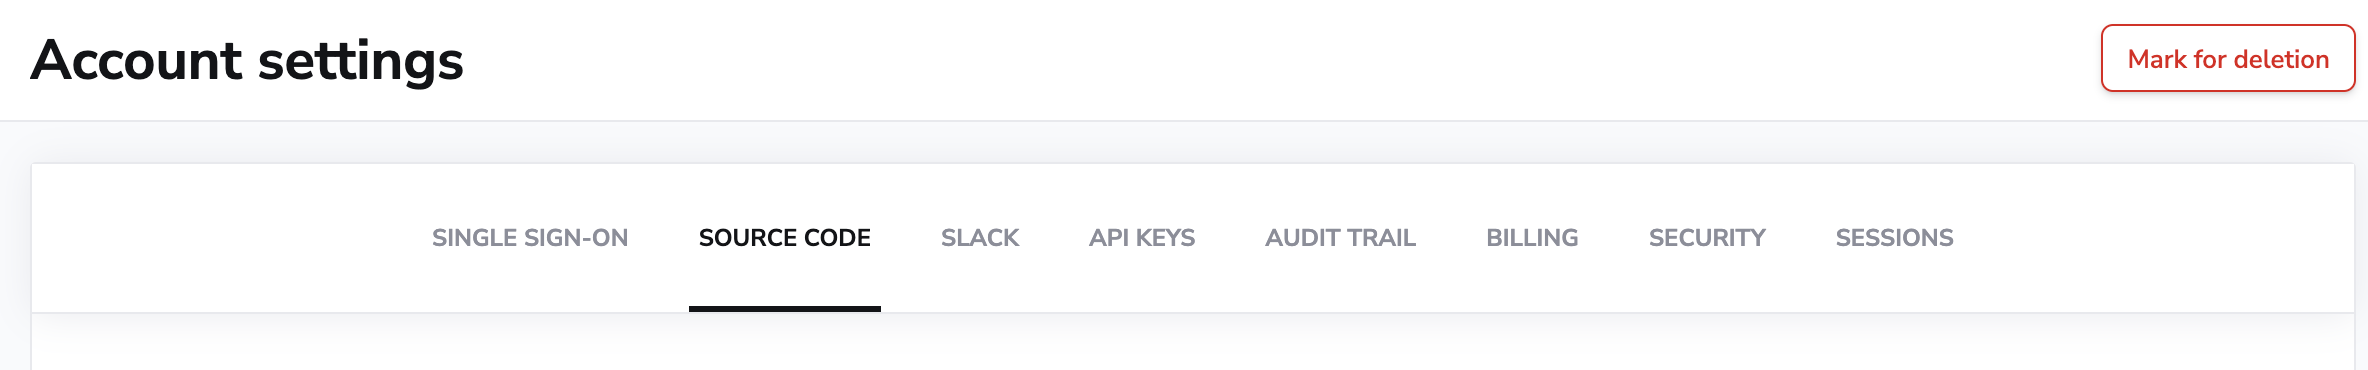 Account settings
Mark for deletion
SINGLE SIGN-ON SOURCE CODE SLACK API KEYS AUDIT TRAIL BILLING SECURITY SESSIONS